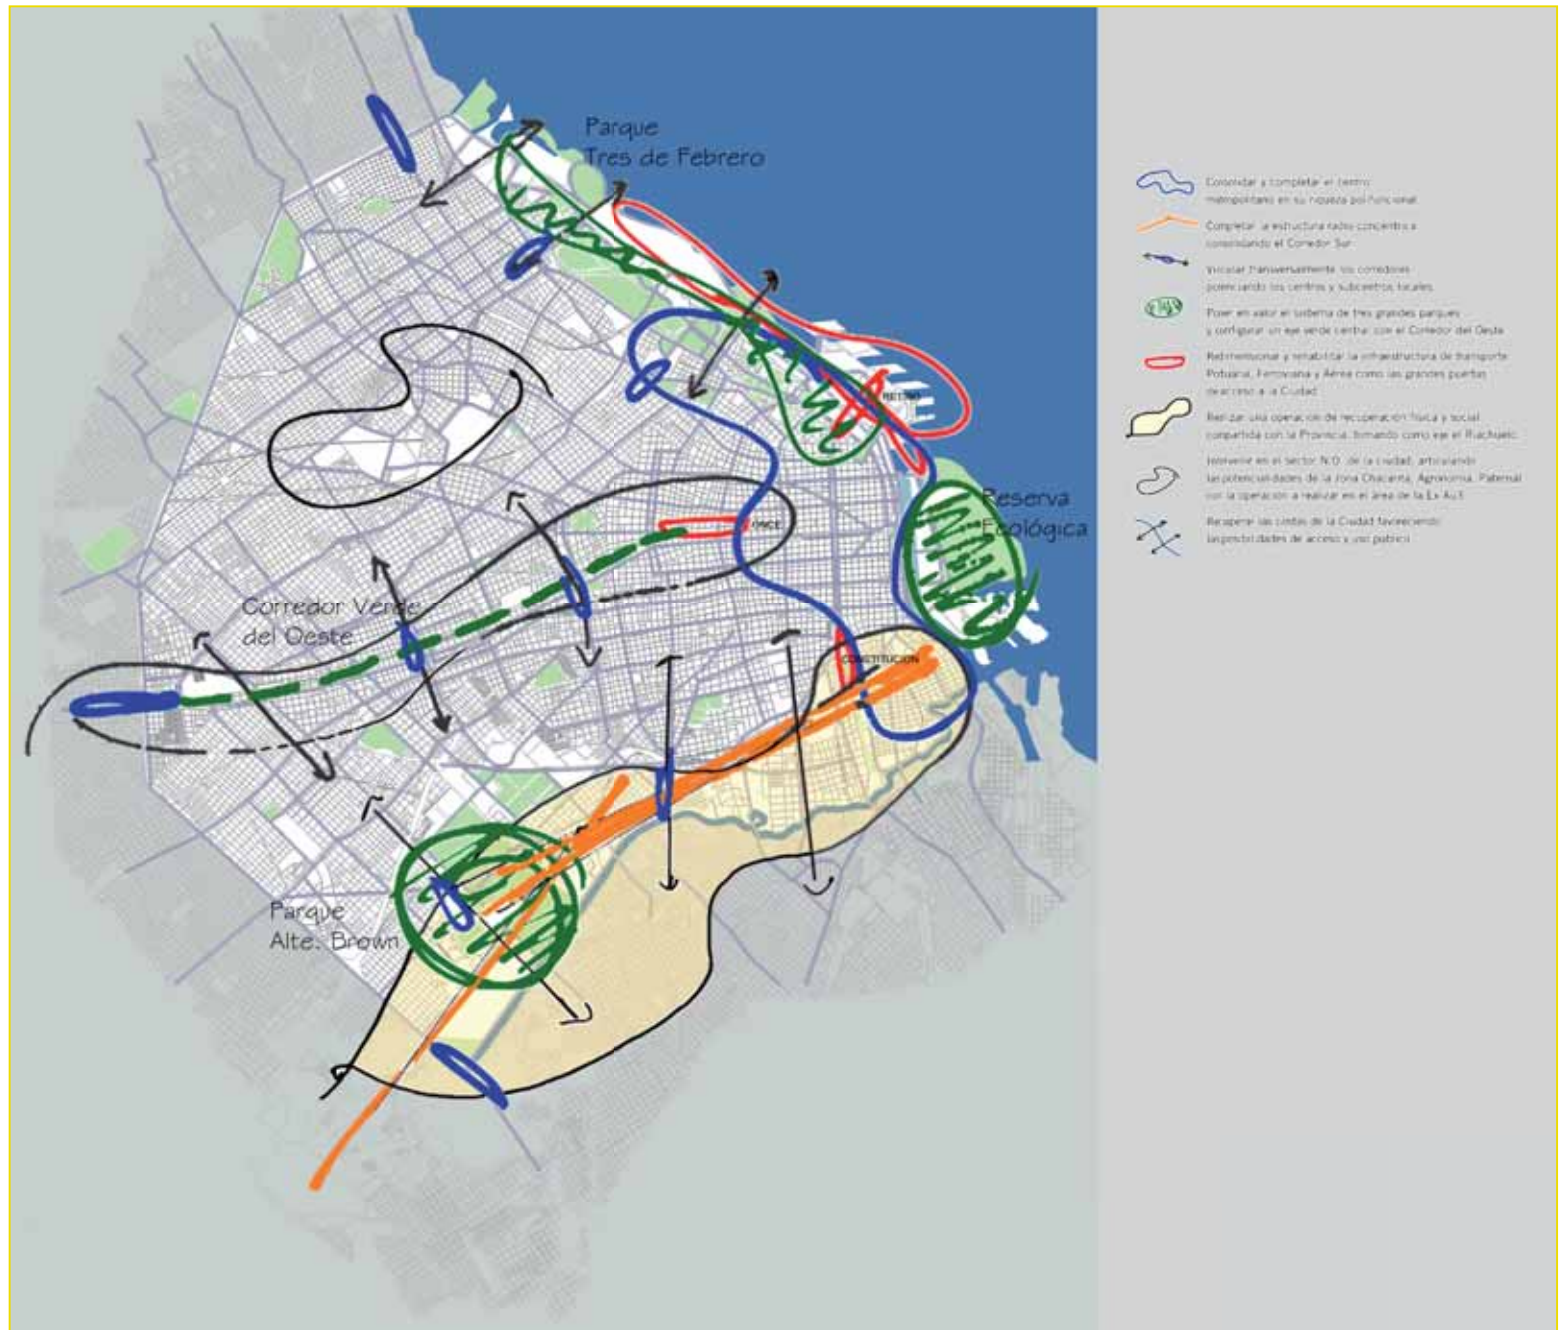 Parque
Tres de Febrero
RETIRO
Reserva
Ecológica
ONCE
Corredor Verde
del Oeste
CONSTITUCION
Parque
Alte. Brown
Consolidar y completar el centro
metropolitano en su riqueza polifuncional
Completar la estructura radio concéntrica
consolidando el Corredor Sur
Vincular transversalmente los corredores
potenciando los centros y subcentros locales
Poner en valor el sistema de tres grandes parques
y configurar un eje verde central con el Corredor del Oeste
Redimensionar y rehabilitar la infraestructura de transporte
Portuaria, Ferroviaria y Aérea como las grandes puertas
de acceso a la Ciudad
Realizar una operación de recuperación física y social
compartida con la Provincia, tomando como eje el Riachuelo.
Intervenir en el sector N.O. de la ciudad, articulando
las potencialidades de la zona Chacarita, Agronomía, Paternal
con la operación a realizar en el área de la Ex Au3
Recuperar las costas de la Ciudad favoreciendo
las posibilidades de acceso y uso público